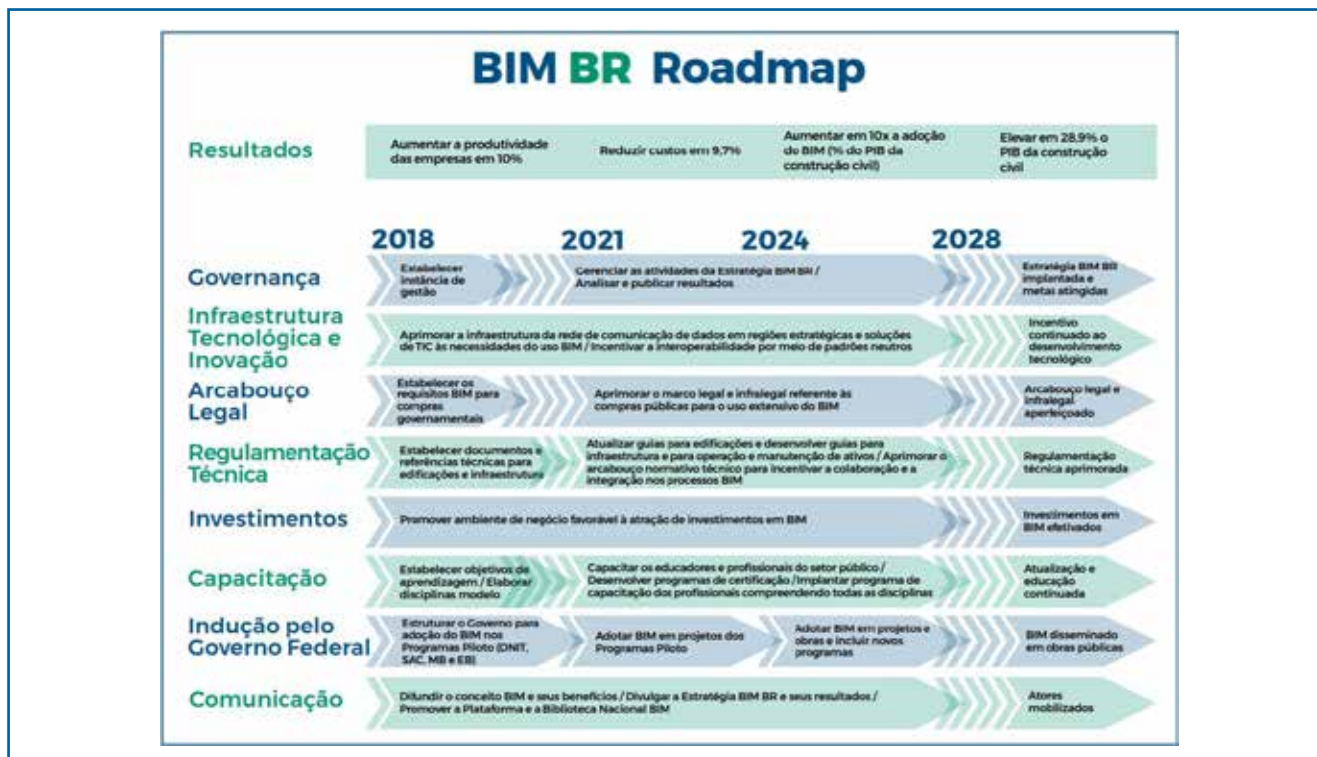 BIM BR Roadmap
Resultados
Aumentar a produtividade
das empresas em 10%
Reduzir custos em 9,7%
Aumentar em 10x a adoção
do BIM (% do PIB da
construção civil)
Elevar em 28,9% o
PIB da construção
civil
2018
2021
2024
2028
Governança
Estabelecer
instância de
gestão
Gerenciar as atividades da Estratégia BIM BR /
Analisar e publicar resultados
Estratégia BIM BR
implantada e
metas atingidas
Infraestrutura
Tecnológica e
Inovação
Aprimorar a infraestrutura da rede de comunicação de dados em regiões estratégicas e soluções
de TIC às necessidades do uso BIM / Incentivar a interoperabilidade por meio de padrões neutros
Incentivo
continuado ao
desenvolvimento
tecnológico
Arcabouço
Legal
Estabelecer os
requisitos BIM para
compras
governamentais
Aprimorar o marco legal e infralegal referente às
compras públicas para o uso extensivo do BIM
Arcabouço legal e
infralegal
aperfeiçoado
Regulamentação
Técnica
Estabelecer documentos e
referências técnicas para
edificações e infraestrutura
Atualizar guias para edificações e desenvolver guias para
infraestrutura e para operação e manutenção de ativos / Aprimorar o
arcabouço normativo técnico para incentivar a colaboração e a
integração nos processos BIM
Regulamentação
técnica aprimorada
Investimentos
Promover ambiente de negócio favorável à atração de investimentos em BIM
Investimentos em
BIM efetivados
Capacitação
Estabelecer objetivos de
aprendizagem / Elaborar
disciplinas modelo
Capacitar os educadores e profissionais do setor público /
Desenvolver programas de certificação / Implantar programa de
capacitação dos profissionais compreendendo todas as disciplinas
Atualização e
educação
continuada
Indução pelo
Governo Federal
Estruturar o Governo para
adoção do BIM nos
Programas Piloto (DNIT,
SAC, MB e EB)
Adotar BIM em projetos dos
Programas Piloto
Adotar BIM em projetos e
obras e incluir novos
programas
BIM disseminado
em obras públicas
Comunicação
Difundir o conceito BIM e seus benefícios / Divulgar a Estratégia BIM BR e seus resultados /
Promover a Plataforma e a Biblioteca Nacional BIM
Atores
mobilizados